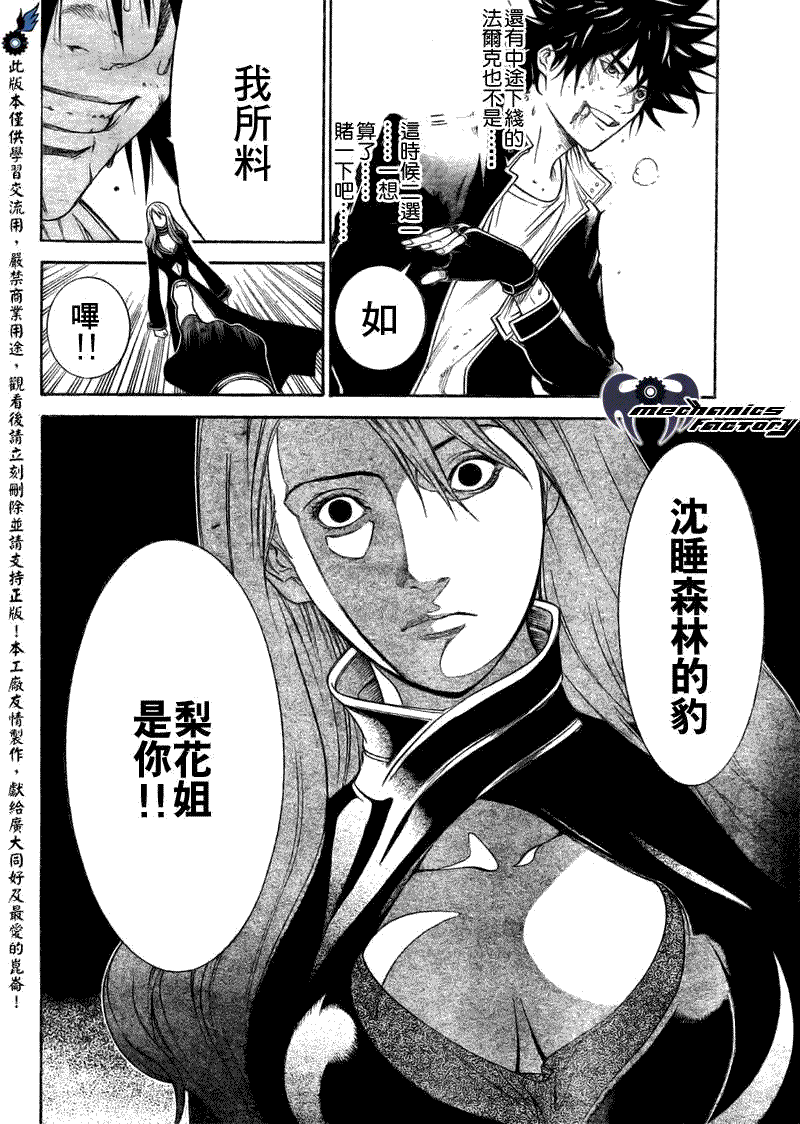 還有中途下綫的
法爾克也不是……
這時候二選一
……一想
算了……
賭一下吧……
如
我所料
嗶!!
沈睡森林的豹
梨花姐
是你!!
mechanics
factory
此版本僅供學習交流用，嚴禁商業用途，觀看後請立刻刪除並請支持正版！本工廠友情製作，獻給廣大同好及最愛的崑崙！